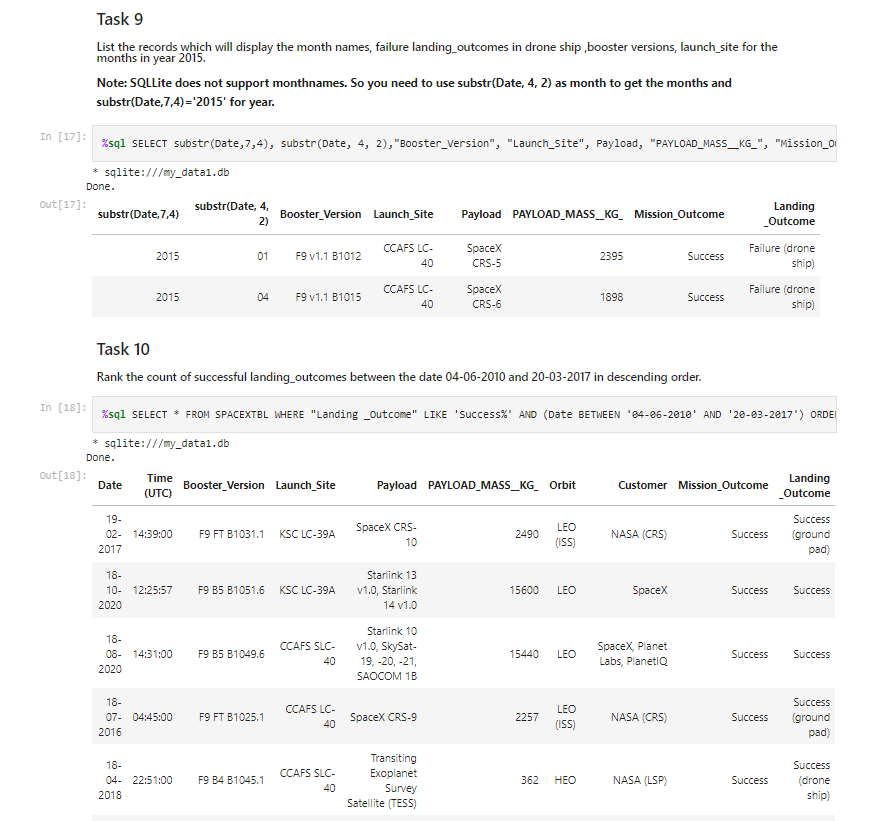 Task 9
List the records which will display the month names, failure landing_outcomes in drone ship ,booster versions, launch_site for the
months in year 2015.
Note: SQLLite does not support monthnames. So you need to use substr(Date, 4, 2) as month to get the months and
substr(Date,7,4)='2015' for year.
In [17]: %sql SELECT substr(Date,7,4), substr(Date, 4, 2),"Booster_Version", "Launch_Site", Payload, "PAYLOAD_MASS__KG_", "Mission_Ou
* sqlite:///my_data1.db
Done.
Out[17]: substr(Date,7,4) substr(Date, 4, 2) Booster_Version Launch_Site Payload PAYLOAD_MASS__KG_ Mission_Outcome Landing _Outcome
2015 01 F9 v1.1 B1012 CCAFS LC-40 SpaceX CRS-5 2395 Success Failure (drone ship)
2015 04 F9 v1.1 B1015 CCAFS LC-40 SpaceX CRS-6 1898 Success Failure (drone ship)
Task 10
Rank the count of successful landing_outcomes between the date 04-06-2010 and 20-03-2017 in descending order.
In [18]: %sql SELECT * FROM SPACEXTBL WHERE "Landing _Outcome" LIKE 'Success%' AND (Date BETWEEN '04-06-2010' AND '20-03-2017') ORDE
* sqlite:///my_data1.db
Done.
Out[18]: Date Time (UTC) Booster_Version Launch_Site Payload PAYLOAD_MASS__KG_ Orbit Customer Mission_Outcome Landing _Outcome
19-02-2017 14:39:00 F9 FT B1031.1 KSC LC-39A SpaceX CRS-10 2490 LEO (ISS) NASA (CRS) Success Success (ground pad)
18-10-2020 12:25:57 F9 B5 B1051.6 KSC LC-39A Starlink 13 v1.0, Starlink 14 v1.0 15600 LEO SpaceX Success Success
18-08-2020 14:31:00 F9 B5 B1049.6 CCAFS SLC-40 Starlink 10 v1.0, SkySat-19, -20, -21, SAOCOM 1B 15440 LEO SpaceX, Planet Labs, PlanetIQ Success Success
18-07-2016 04:45:00 F9 FT B1025.1 CCAFS LC-40 SpaceX CRS-9 2257 LEO (ISS) NASA (CRS) Success Success (ground pad)
18-04-2018 22:51:00 F9 B4 B1045.1 CCAFS SLC-40 Transiting Exoplanet Survey Satellite (TESS) 362 HEO NASA (LSP) Success Success (drone ship)